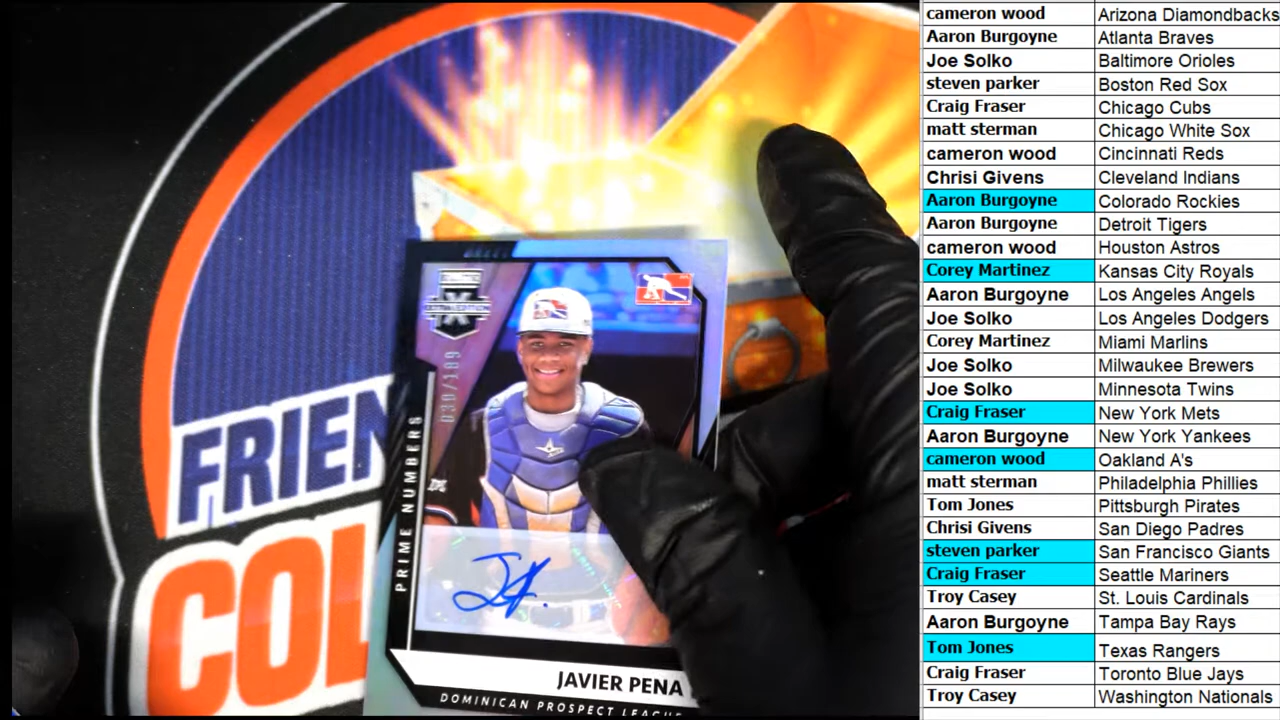 FRIEN
COL
PRIME NUMBERS
030/189
JAVIER PENA
DOMINICAN PROSPECT LEAGUE
cameron wood Arizona Diamondbacks
Aaron Burgoyne Atlanta Braves
Joe Solko Baltimore Orioles
steven parker Boston Red Sox
Craig Fraser Chicago Cubs
matt sterman Chicago White Sox
cameron wood Cincinnati Reds
Chrisi Givens Cleveland Indians
Aaron Burgoyne Colorado Rockies
Aaron Burgoyne Detroit Tigers
cameron wood Houston Astros
Corey Martinez Kansas City Royals
Aaron Burgoyne Los Angeles Angels
Joe Solko Los Angeles Dodgers
Corey Martinez Miami Marlins
Joe Solko Milwaukee Brewers
Joe Solko Minnesota Twins
Craig Fraser New York Mets
Aaron Burgoyne New York Yankees
cameron wood Oakland A's
matt sterman Philadelphia Phillies
Tom Jones Pittsburgh Pirates
Chrisi Givens San Diego Padres
steven parker San Francisco Giants
Craig Fraser Seattle Mariners
Troy Casey St. Louis Cardinals
Aaron Burgoyne Tampa Bay Rays
Tom Jones Texas Rangers
Craig Fraser Toronto Blue Jays
Troy Casey Washington Nationals